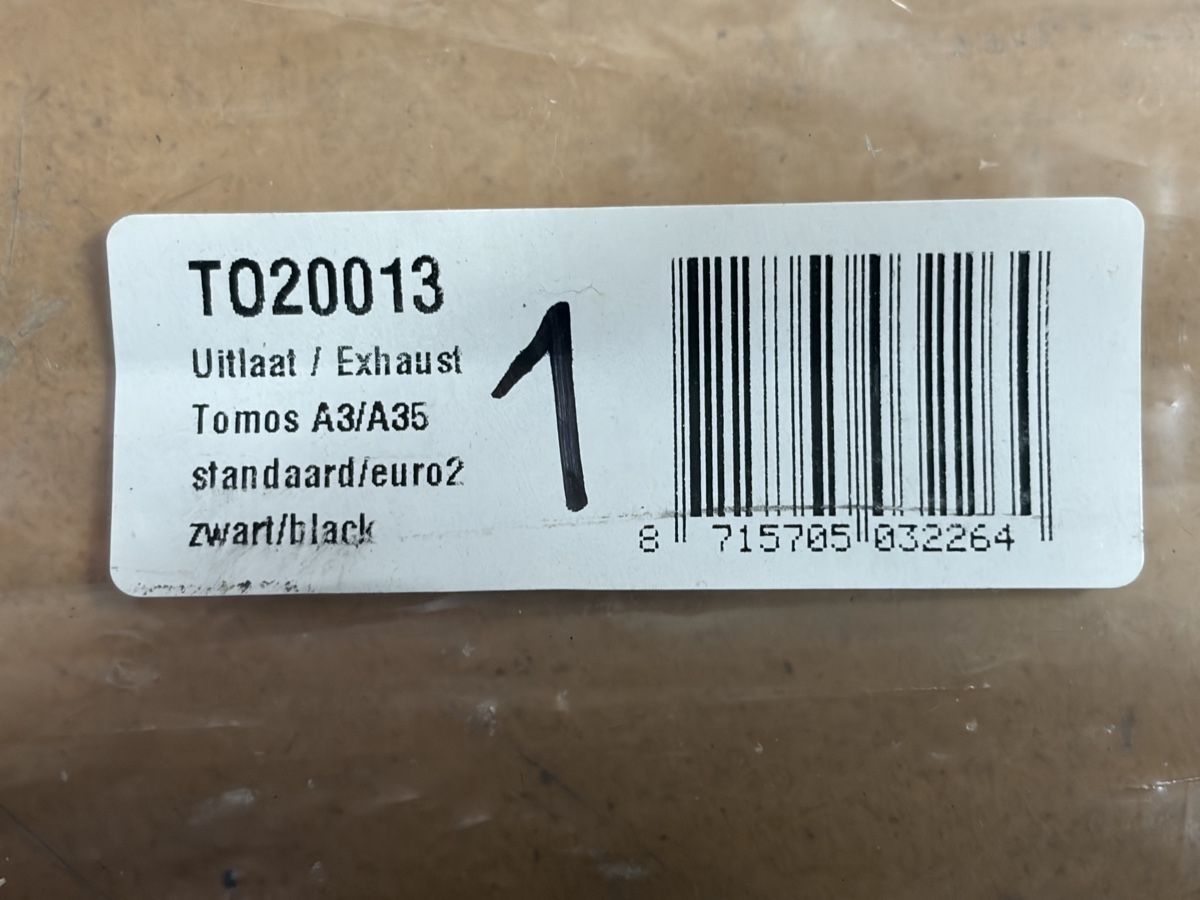 TO20013
Uitlaat / Exhaust
Tomos A3/A35
standaard/euro2
zwart/black
1
8 715705 032264